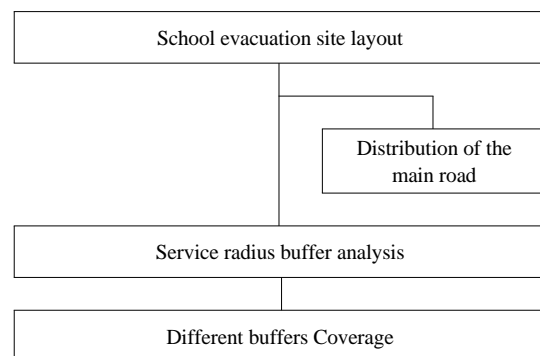 School evacuation site layout
Distribution of the
main road
Service radius buffer analysis
Different buffers Coverage